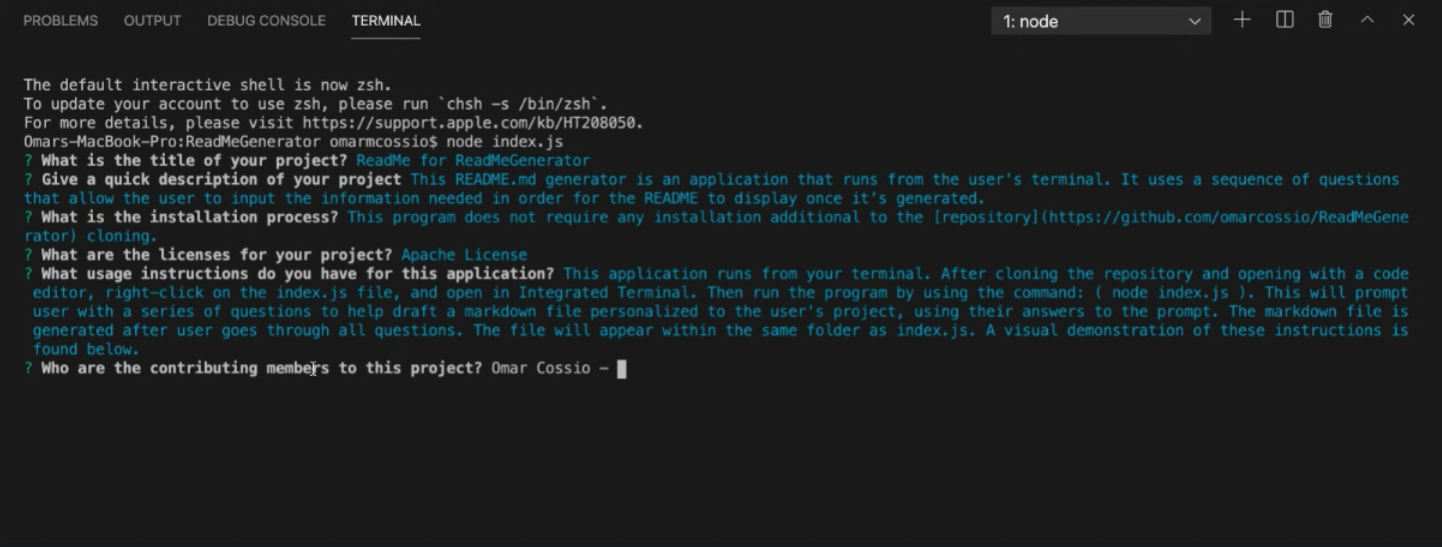 PROBLEMS OUTPUT DEBUG CONSOLE TERMINAL 1: node
The default interactive shell is now zsh.
To update your account to use zsh, please run `chsh -s /bin/zsh`.
For more details, please visit https://support.apple.com/kb/HT208050.
Omars-MacBook-Pro:ReadMeGenerator omarmcossio$ node index.js
? What is the title of your project? ReadMe for ReadMeGenerator
? Give a quick description of your project This README.md generator is an application that runs from the user's terminal. It uses a sequence of questions
that allow the user to input the information needed in order for the README to display once it's generated.
? What is the installation process? This program does not require any installation additional to the [repository](https://github.com/omarcossio/ReadMeGene
rator) cloning.
? What are the licenses for your project? Apache License
? What usage instructions do you have for this application? This application runs from your terminal. After cloning the repository and opening with a code
editor, right-click on the index.js file, and open in Integrated Terminal. Then run the program by using the command: ( node index.js ). This will prompt
user with a series of questions to help draft a markdown file personalized to the user's project, using their answers to the prompt. The markdown file is
generated after user goes through all questions. The file will appear within the same folder as index.js. A visual demonstration of these instructions is
found below.
? Who are the contributing members to this project? Omar Cossio -